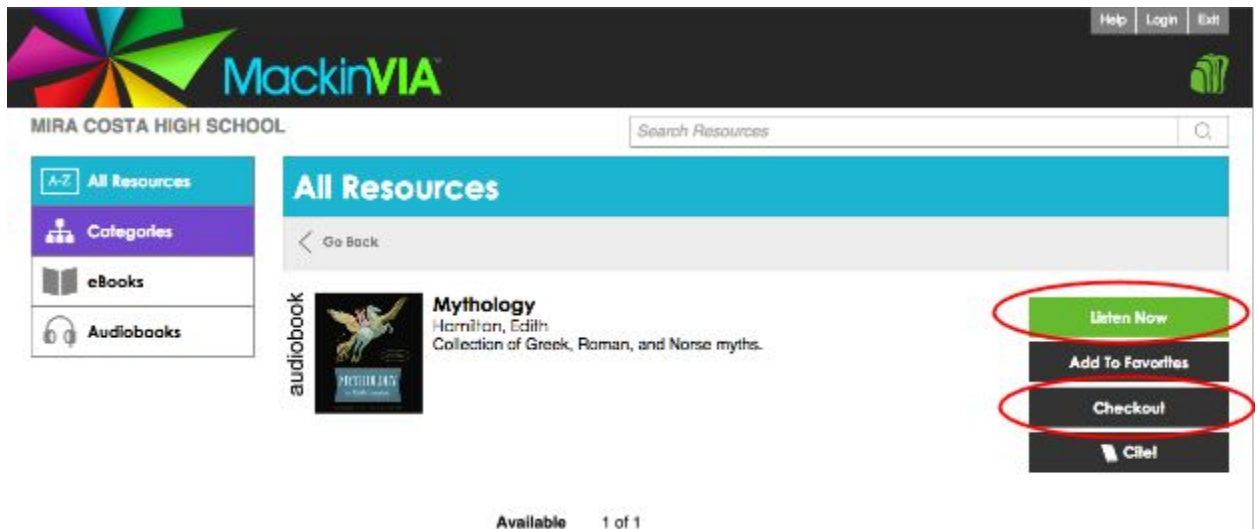 Help Login Exit
MackinVIA
MIRA COSTA HIGH SCHOOL
Search Resources
A-Z All Resources
Categories
eBooks
Audiobooks
All Resources
Go Back
audiobook
MYTHOLOGY
Mythology
Hamilton, Edith
Collection of Greek, Roman, and Norse myths.
Listen Now
Add To Favorites
Checkout
Cite!
Available 1 of 1